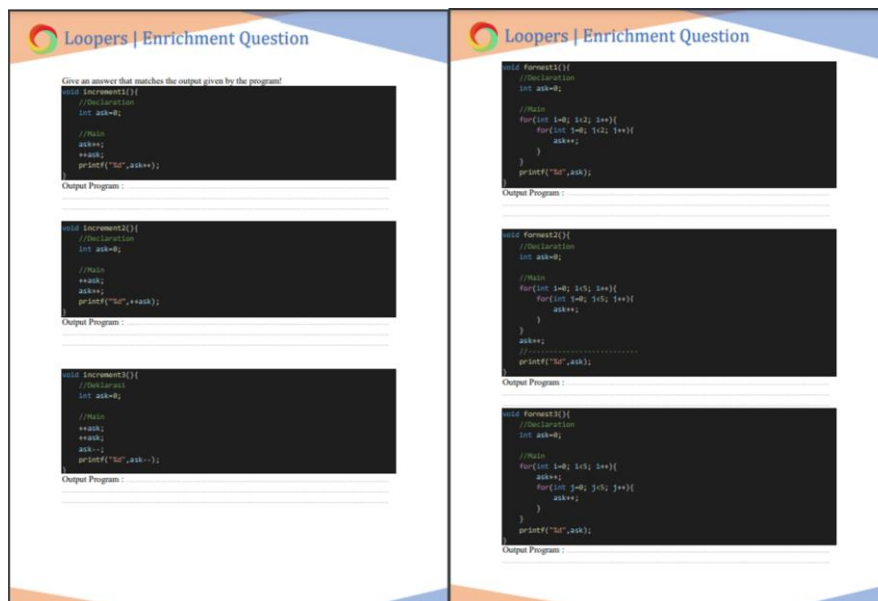 Loopers | Enrichment Question
Give an answer that matches the output given by the program!
void increment1(){
//Declaration
int ask=0;
//Main
ask++;
++ask;
printf("%d",ask++);
}
Output Program :
void increment2(){
//Declaration
int ask=0;
//Main
++ask;
ask++;
printf("%d",++ask);
}
Output Program :
void increment3(){
//Deklarasi
int ask=0;
//Main
++ask;
++ask;
ask--;
printf("%d",ask--);
}
Output Program :
Loopers | Enrichment Question
void fornest1(){
//Declaration
int ask=0;
//Main
for(int i=0; i<2; i++){
for(int j=0; j<2; j++){
ask++;
}
}
printf("%d",ask);
}
Output Program :
void fornest2(){
//Declaration
int ask=0;
//Main
for(int i=0; i<5; i++){
for(int j=0; j<5; j++){
ask++;
}
}
ask++;
//--------------------------
printf("%d",ask);
}
Output Program :
void fornest3(){
//Declaration
int ask=0;
//Main
for(int i=0; i<5; i++){
ask++;
for(int j=0; j<5; j++){
ask++;
}
}
printf("%d",ask);
}
Output Program :